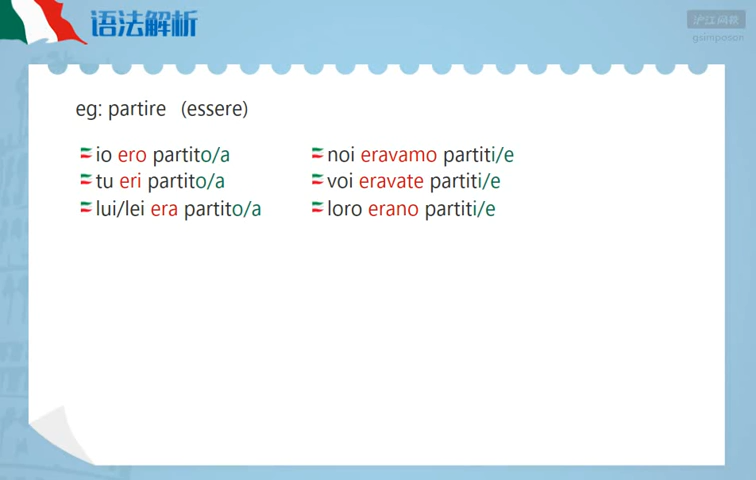 语法解析
沪江网校
gsimpason
eg: partire (essere)
io ero partito/a
tu eri partito/a
lui/lei era partito/a
noi eravamo partiti/e
voi eravate partiti/e
loro erano partiti/e